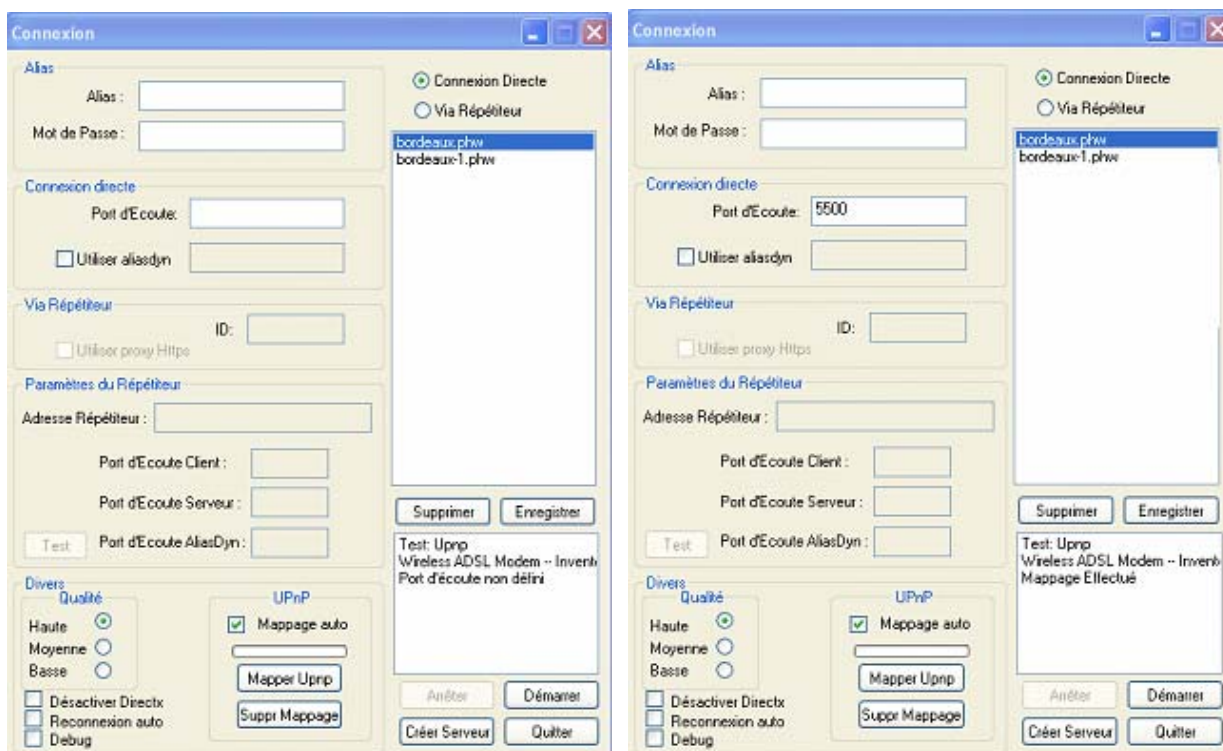 Connexion
Alias
Alias :
Mot de Passe :
Connexion directe
Port d'Ecoute:
Utiliser aliasdyn
Via Répétiteur
ID:
Utiliser proxy Https
Paramètres du Répétiteur
Adresse Répétiteur :
Port d'Ecoute Client :
Port d'Ecoute Serveur :
Test
Port d'Ecoute AliasDyn :
Divers
Qualité
Haute
Moyenne
Basse
Désactiver Directx
Reconnexion auto
Debug
UPnP
Mappage auto
Mapper Upnp
Suppr Mappage
Connexion Directe
Via Répétiteur
bordeaux.phw
bordeaux-1.phw
Supprimer
Enregistrer
Test: Upnp
Wireless ADSL Modem -- Invent
Port d'écoute non défini
Arrêter
Démarrer
Créer Serveur
Quitter
Connexion
Alias
Alias :
Mot de Passe :
Connexion directe
Port d'Ecoute: 5500
Utiliser aliasdyn
Via Répétiteur
ID:
Utiliser proxy Https
Paramètres du Répétiteur
Adresse Répétiteur :
Port d'Ecoute Client :
Port d'Ecoute Serveur :
Test
Port d'Ecoute AliasDyn :
Divers
Qualité
Haute
Moyenne
Basse
Désactiver Directx
Reconnexion auto
Debug
UPnP
Mappage auto
Mapper Upnp
Suppr Mappage
Connexion Directe
Via Répétiteur
bordeaux.phw
bordeaux-1.phw
Supprimer
Enregistrer
Test: Upnp
Wireless ADSL Modem -- Invent
Mappage Effectué
Arrêter
Démarrer
Créer Serveur
Quitter